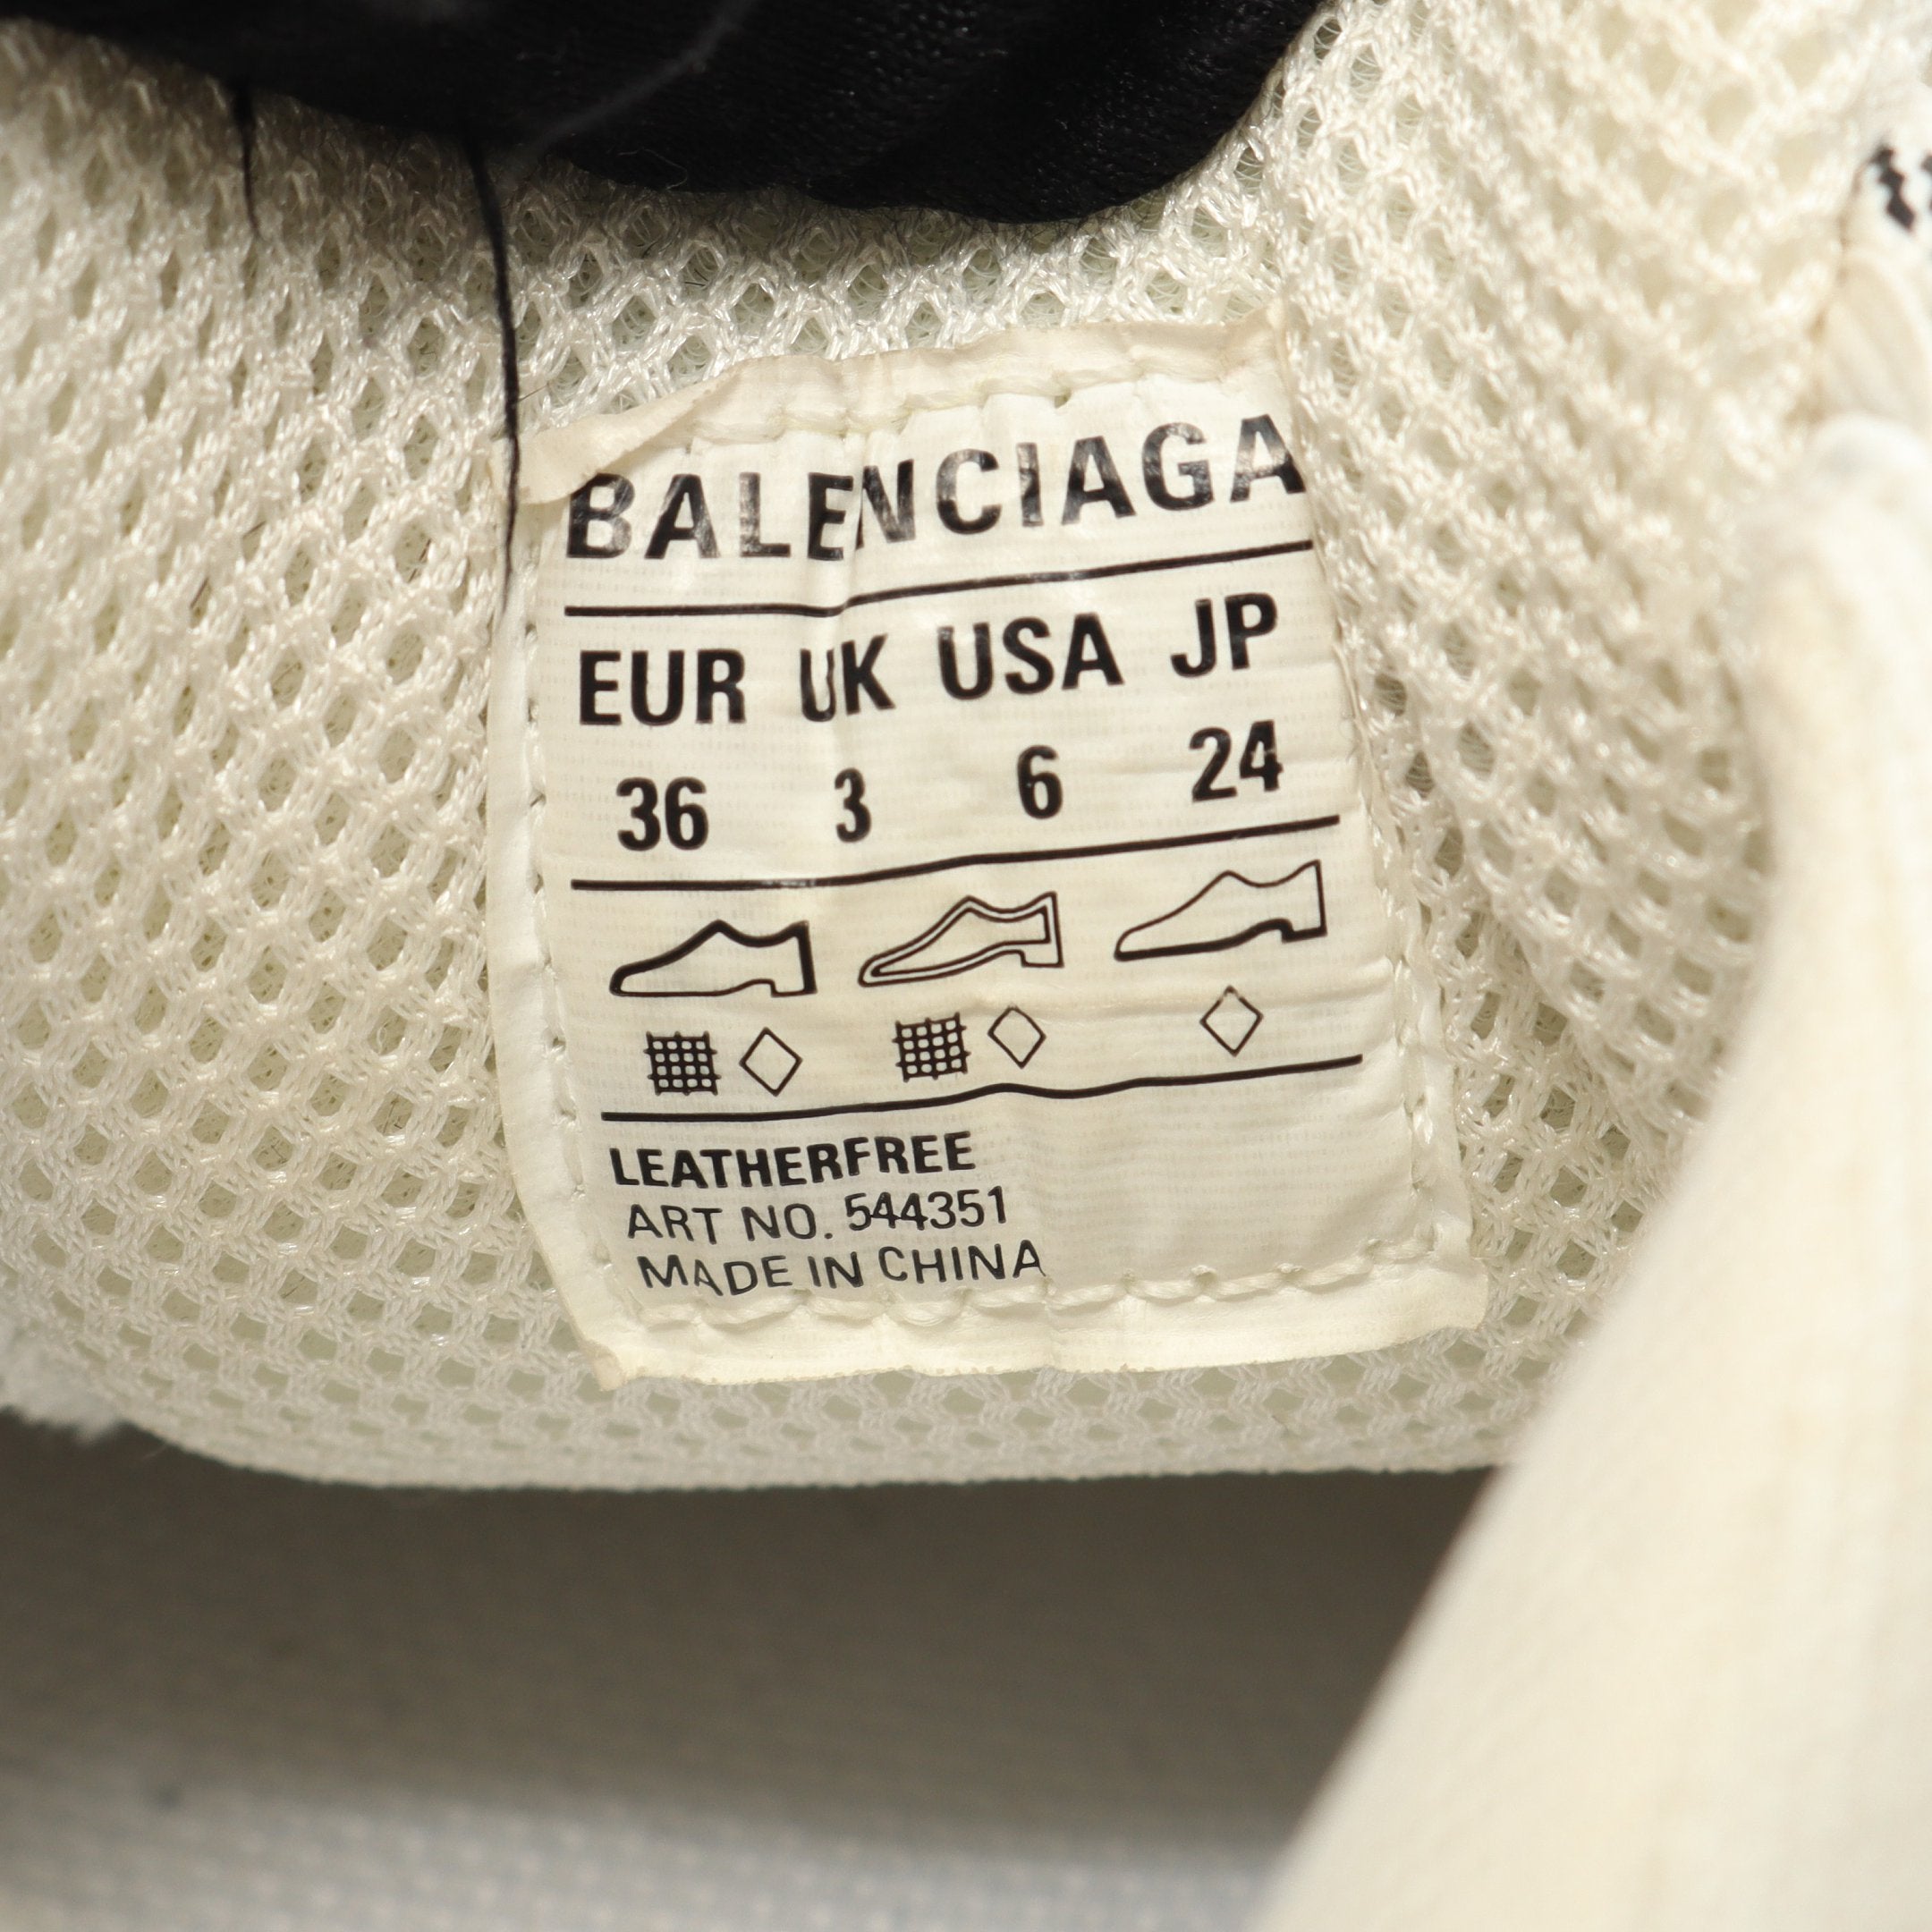 BALENCIAGA
EUR UK USA JP
36 3 6 24
LEATHERFREE
ART NO. 544351
MADE IN CHINA